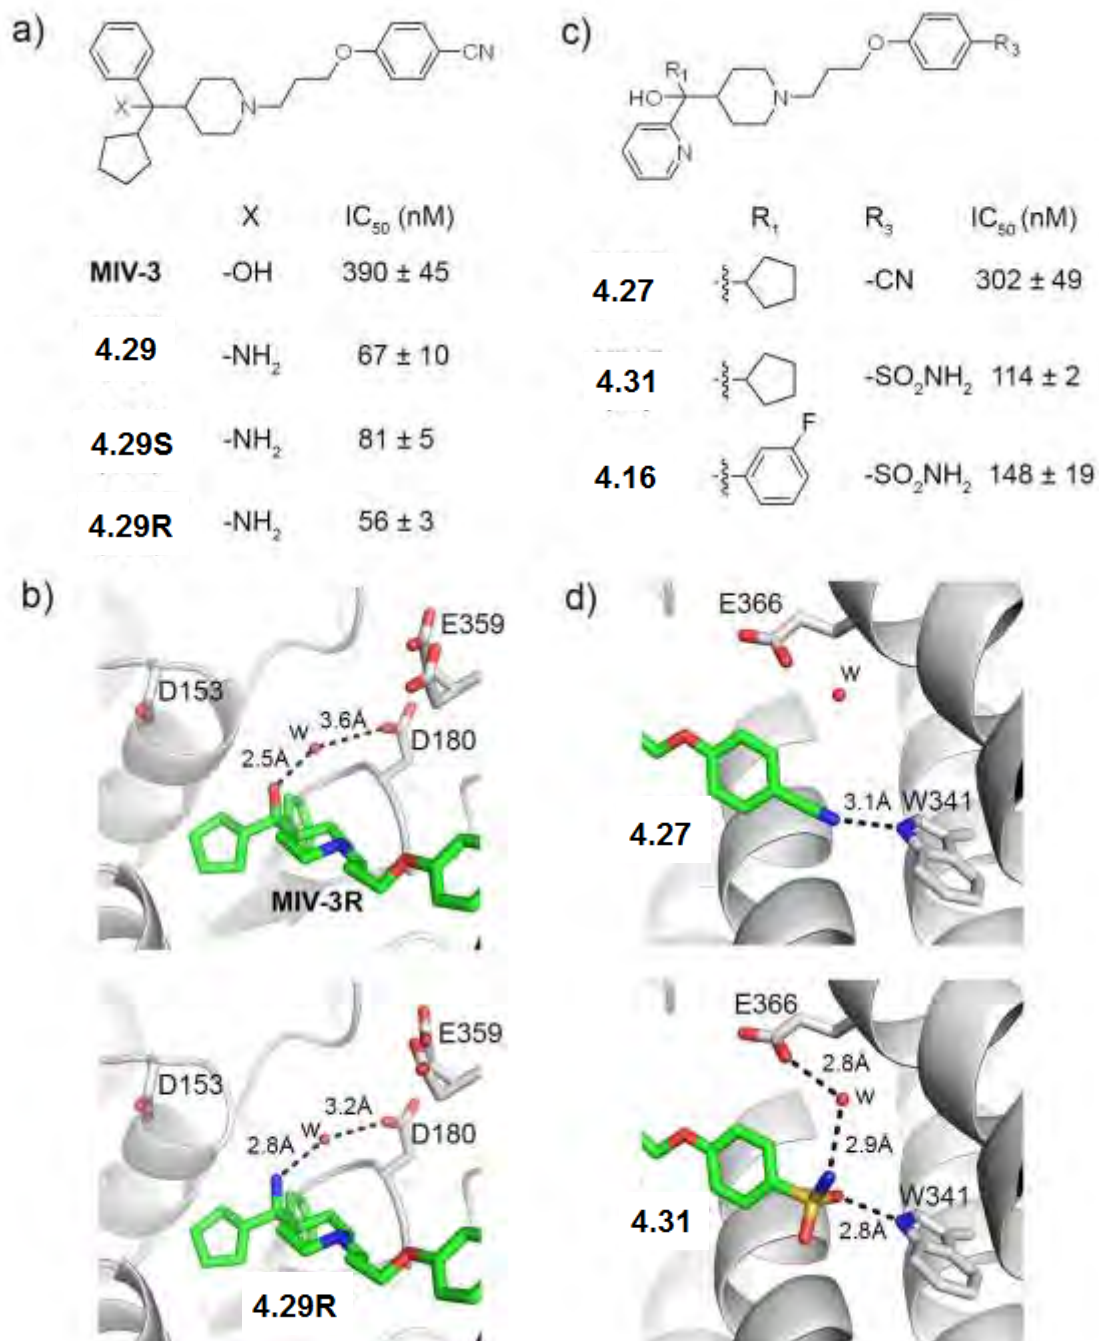 a)
O
CN
X
N
X IC50 (nM)
MIV-3 -OH 390 ± 45
4.29 -NH2 67 ± 10
4.29S -NH2 81 ± 5
4.29R -NH2 56 ± 3
c)
O
R3
R1
HO
N
N
R1 R3 IC50 (nM)
4.27 -CN 302 ± 49
4.31 -SO2NH2 114 ± 2
F
4.16 -SO2NH2 148 ± 19
b)
E359
D153
3.6Å
W
D180
2.5Å
MIV-3R
E359
D153
3.2Å
W
D180
2.8Å
4.29R
d)
E366
W
3.1Å W341
4.27
E366
2.8Å
W
2.9Å
W341
4.31
2.8Å